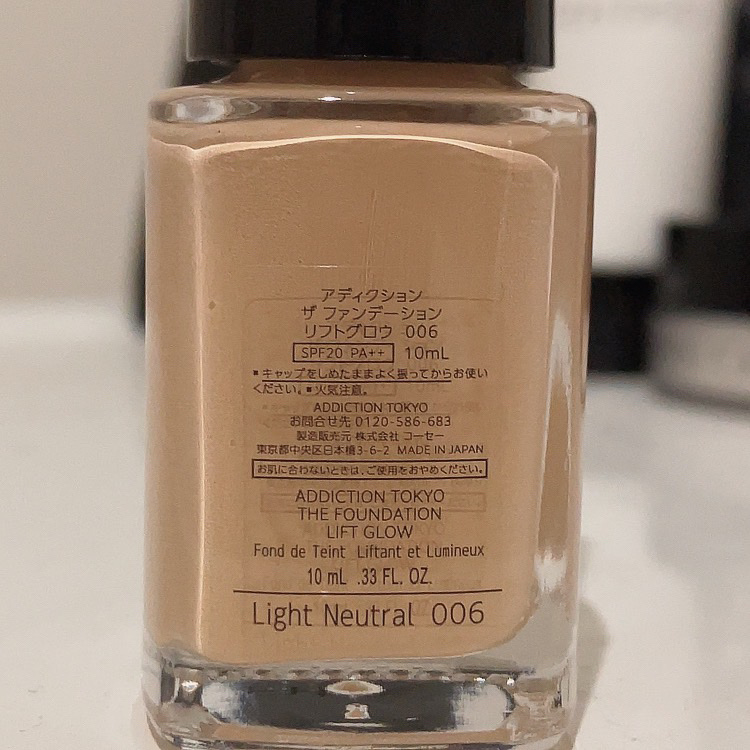 アディクション
ザ ファンデーション
リフトグロウ 006
SPF20 PA++ 10mL
▪キャップをしめたままよく振ってからお使い
ください。▪火気注意。
ADDICTION TOKYO
お問合せ先 0120-586-683
製造販売元 株式会社 コーセー
東京都中央区日本橋3-6-2 MADE IN JAPAN
お肌に合わないときは、ご使用をおやめください。
ADDICTION TOKYO
THE FOUNDATION
LIFT GLOW
Fond de Teint Liftant et Lumineux
10 mL .33 FL. OZ.
Light Neutral 006